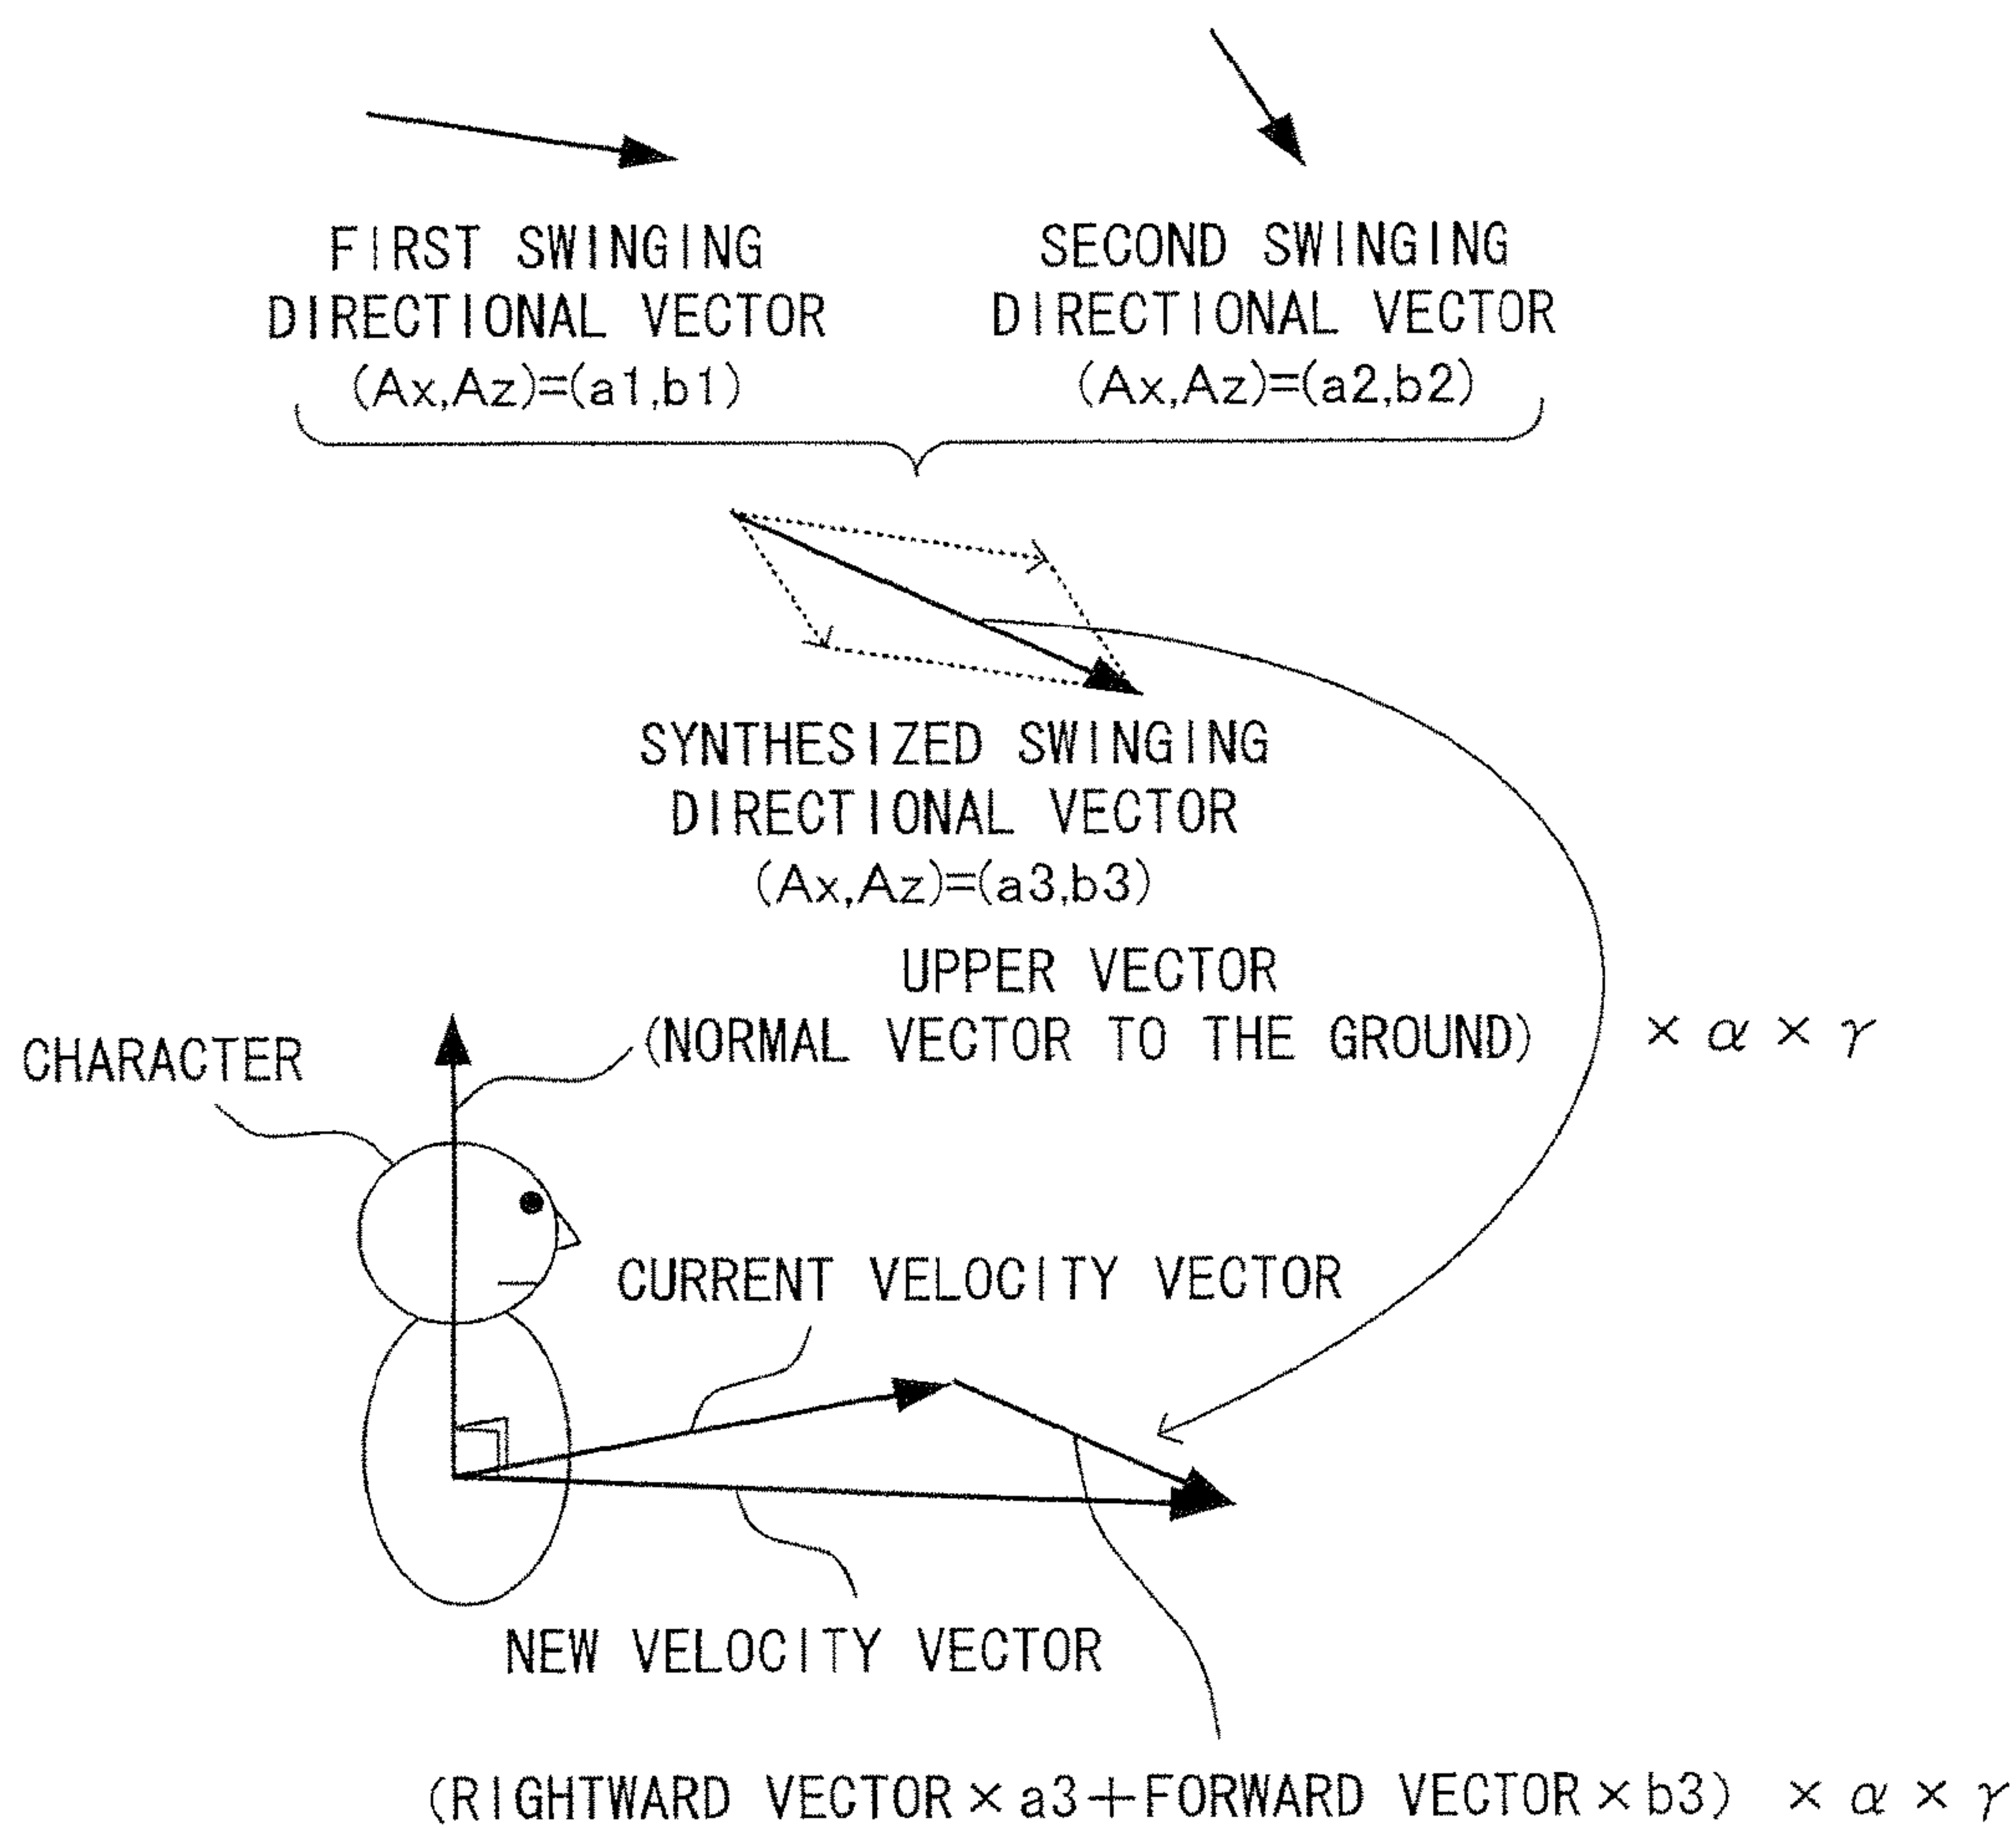 FIRST SWINGING
DIRECTIONAL VECTOR
(Ax,Az)=(a1,b1)
SECOND SWINGING
DIRECTIONAL VECTOR
(Ax,Az)=(a2,b2)
SYNTHESIZED SWINGING
DIRECTIONAL VECTOR
(Ax,Az)=(a3,b3)
UPPER VECTOR
(NORMAL VECTOR TO THE GROUND)
× α × γ
CHARACTER
CURRENT VELOCITY VECTOR
NEW VELOCITY VECTOR
(RIGHTWARD VECTOR×a3+FORWARD VECTOR×b3) × α × γ